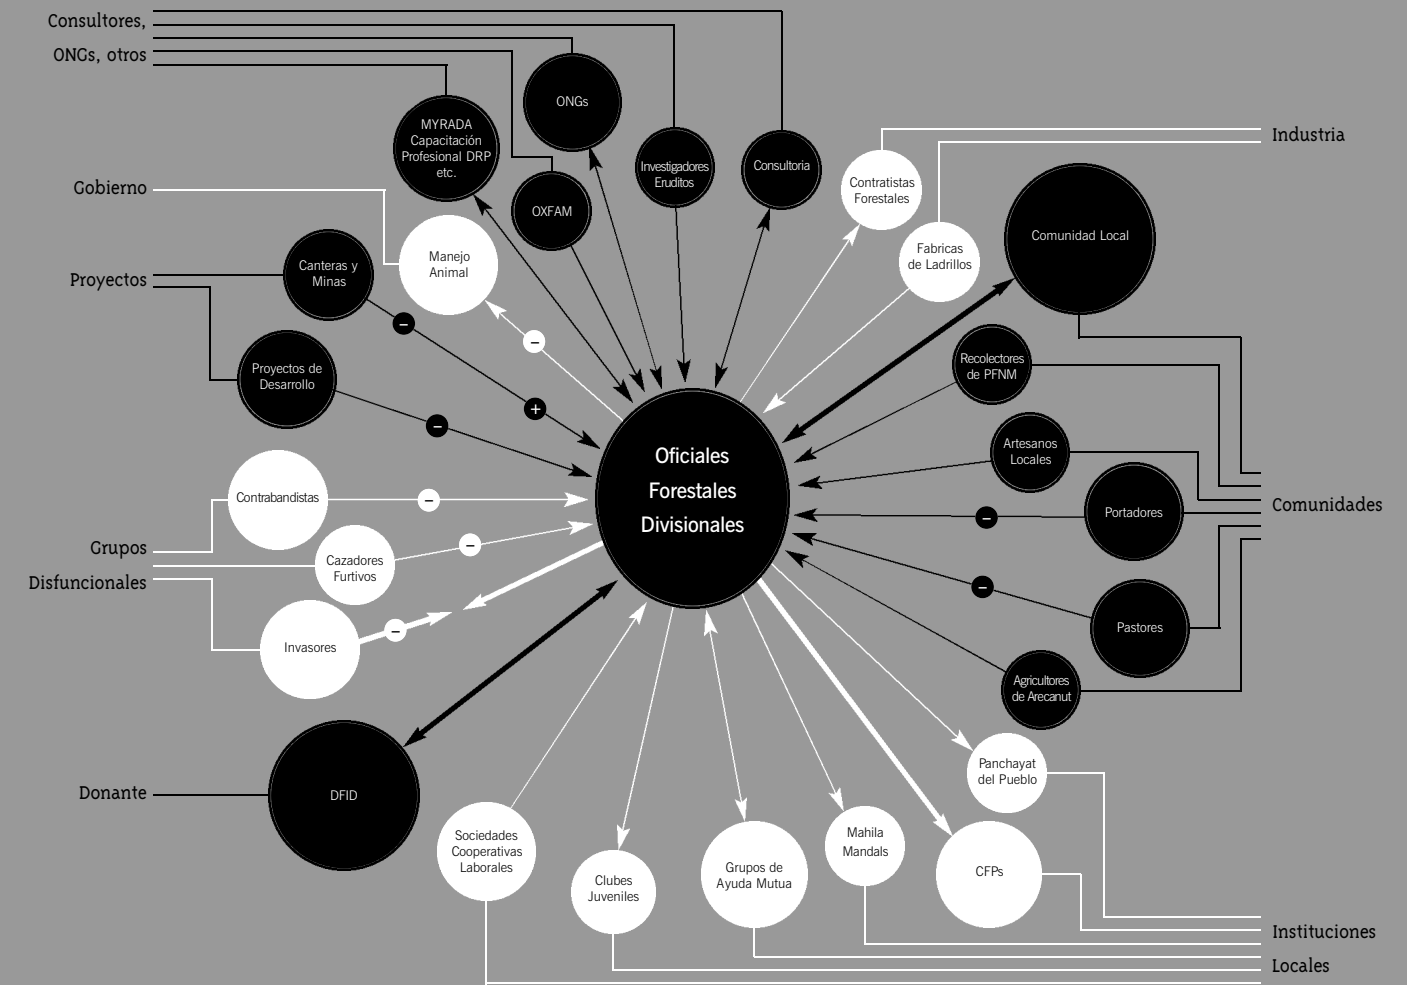 Consultores,
ONGs, otros
Gobierno
Proyectos
Grupos
Disfuncionales
Donante
MYRADA
Capacitación
Profesional DRP
etc.
ONGs
OXFAM
Investigadores
Eruditos
Consultoria
Contratistas
Forestales
Fabricas
de Ladrillos
Industria
Comunidad Local
Manejo
Animal
Canteras y
Minas
Proyectos de
Desarrollo
–
–
+
–
Recolectores
de PFNM
Artesanos
Locales
Portadores
Pastores
Agricultores
de Arecanut
Comunidades
–
–
Oficiales
Forestales
Divisionales
Contrabandistas
–
Cazadores
Furtivos
–
Invasores
–
DFID
Sociedades
Cooperativas
Laborales
Clubes
Juveniles
Grupos de
Ayuda Mutua
Mahila
Mandals
CFPs
Panchayat
del Pueblo
Instituciones
Locales